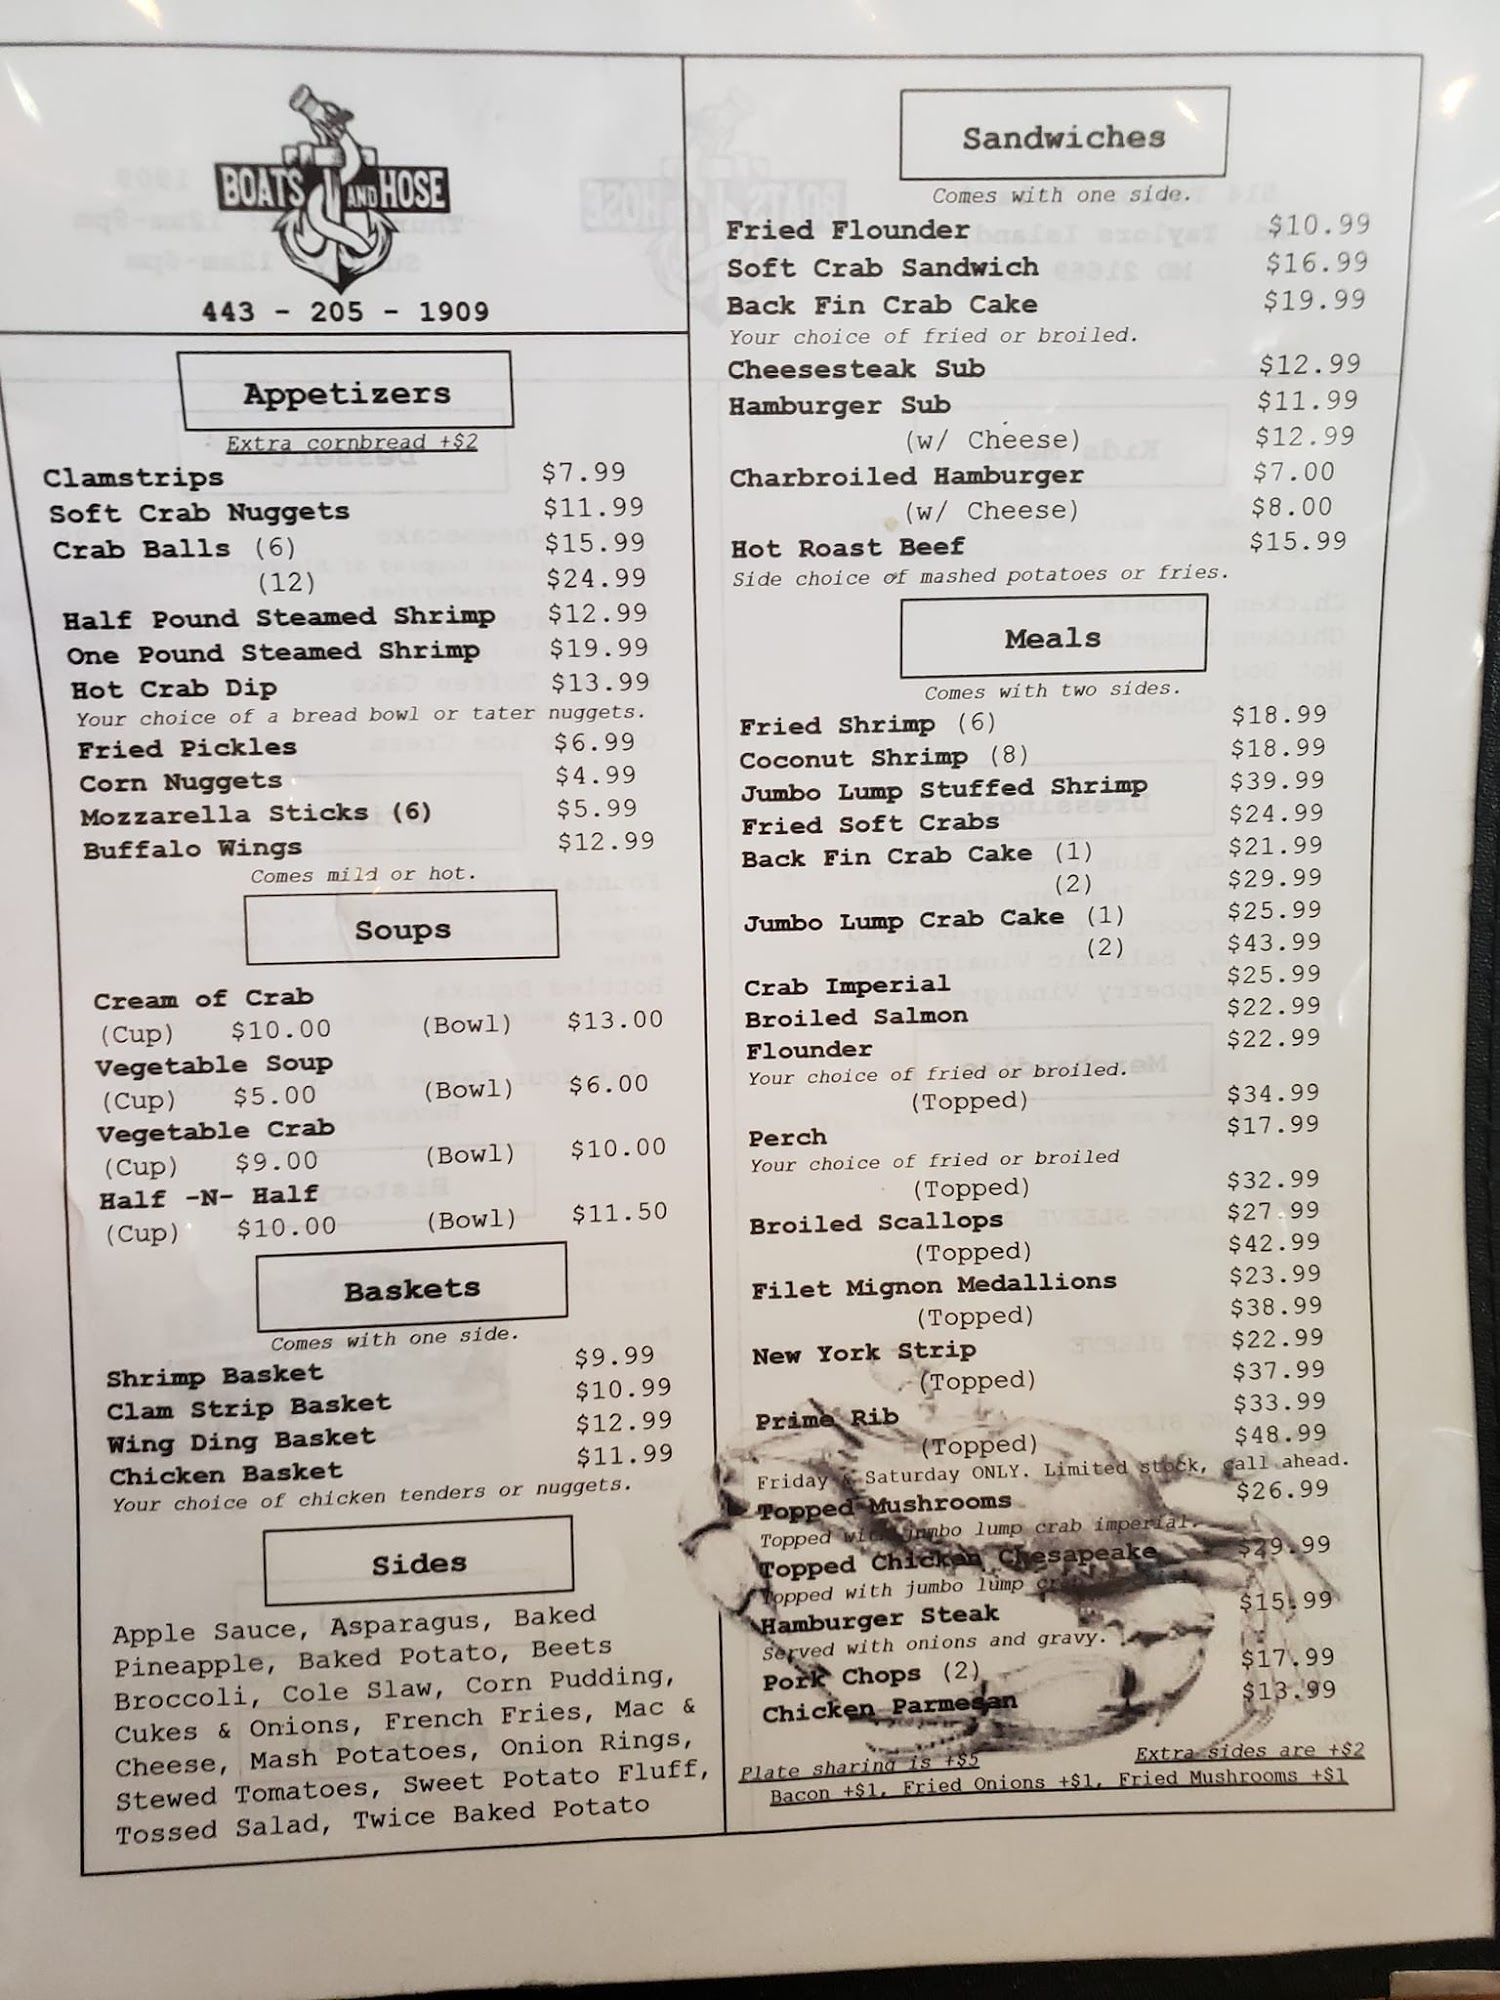 BOATS AND HOSE
443 - 205 - 1909
Appetizers
Extra cornbread +$2
Clamstrips $7.99
Soft Crab Nuggets $11.99
Crab Balls (6) $15.99
(12) $24.99
Half Pound Steamed Shrimp $12.99
One Pound Steamed Shrimp $19.99
Hot Crab Dip $13.99
Your choice of a bread bowl or tater nuggets.
Fried Pickles $6.99
Corn Nuggets $4.99
Mozzarella Sticks (6) $5.99
Buffalo Wings $12.99
Comes mild or hot.
Soups
Cream of Crab
(Cup) $10.00 (Bowl) $13.00
Vegetable Soup
(Cup) $5.00 (Bowl) $6.00
Vegetable Crab
(Cup) $9.00 (Bowl) $10.00
Half -N- Half
(Cup) $10.00 (Bowl) $11.50
Baskets
Comes with one side.
Shrimp Basket $9.99
Clam Strip Basket $10.99
Wing Ding Basket $12.99
Chicken Basket $11.99
Your choice of chicken tenders or nuggets.
Sides
Apple Sauce, Asparagus, Baked
Pineapple, Baked Potato, Beets
Broccoli, Cole Slaw, Corn Pudding,
Cukes & Onions, French Fries, Mac &
Cheese, Mash Potatoes, Onion Rings,
Stewed Tomatoes, Sweet Potato Fluff,
Tossed Salad, Twice Baked Potato
Sandwiches
Comes with one side.
Fried Flounder $10.99
Soft Crab Sandwich $16.99
Back Fin Crab Cake $19.99
Your choice of fried or broiled.
Cheesesteak Sub $12.99
Hamburger Sub $11.99
(w/ Cheese) $12.99
Charbroiled Hamburger $7.00
(w/ Cheese) $8.00
Hot Roast Beef $15.99
Side choice of mashed potatoes or fries.
Meals
Comes with two sides.
Fried Shrimp (6) $18.99
Coconut Shrimp (8) $18.99
Jumbo Lump Stuffed Shrimp $39.99
Fried Soft Crabs $24.99
Back Fin Crab Cake (1) $21.99
(2) $29.99
Jumbo Lump Crab Cake (1) $25.99
(2) $43.99
Crab Imperial $25.99
Broiled Salmon $22.99
Flounder $22.99
Your choice of fried or broiled.
(Topped) $34.99
Perch $17.99
Your choice of fried or broiled
(Topped) $32.99
Broiled Scallops $27.99
(Topped) $42.99
Filet Mignon Medallions $23.99
(Topped) $38.99
New York Strip $22.99
(Topped) $37.99
Prime Rib $33.99
(Topped) $48.99
Friday & Saturday ONLY. Limited stock, call ahead.
Topped Mushrooms $26.99
Topped with jumbo lump crab imperial.
Topped Chicken Chesapeake $29.99
Topped with jumbo lump
Hamburger Steak $15.99
Served with onions and gravy.
Pork Chops (2) $17.99
Chicken Parmesan $13.99
Plate sharing is +$5 Extra sides are +$2
Bacon +$1, Fried Onions +$1, Fried Mushrooms +$1